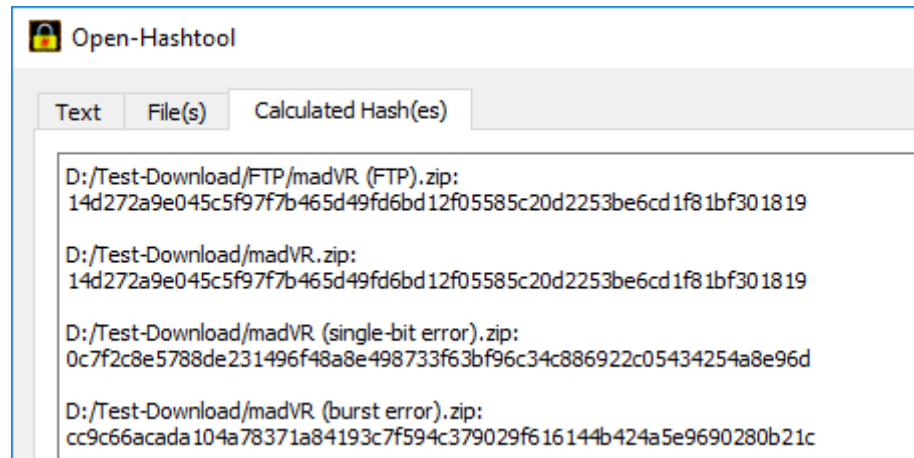 Open-Hashtool
Text File(s) Calculated Hash(es)
D:/Test-Download/FTP/madVR (FTP).zip:
14d272a9e045c5f97f7b465d49fd6bd12f05585c20d2253be6cd1f81bf301819
D:/Test-Download/madVR.zip:
14d272a9e045c5f97f7b465d49fd6bd12f05585c20d2253be6cd1f81bf301819
D:/Test-Download/madVR (single-bit error).zip:
0c7f2c8e5788de231496f48a8e498733f63bf96c34c886922c05434254a8e96d
D:/Test-Download/madVR (burst error).zip:
cc9c66acada104a78371a84193c7f594c379029f616144b424a5e9690280b21c